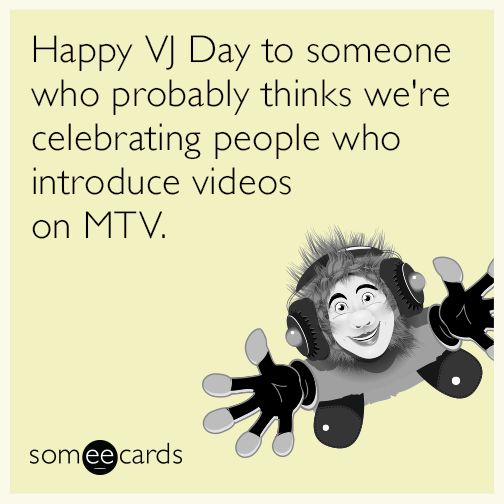 Happy VJ Day to someone
who probably thinks we're
celebrating people who
introduce videos
on MTV.
someecards